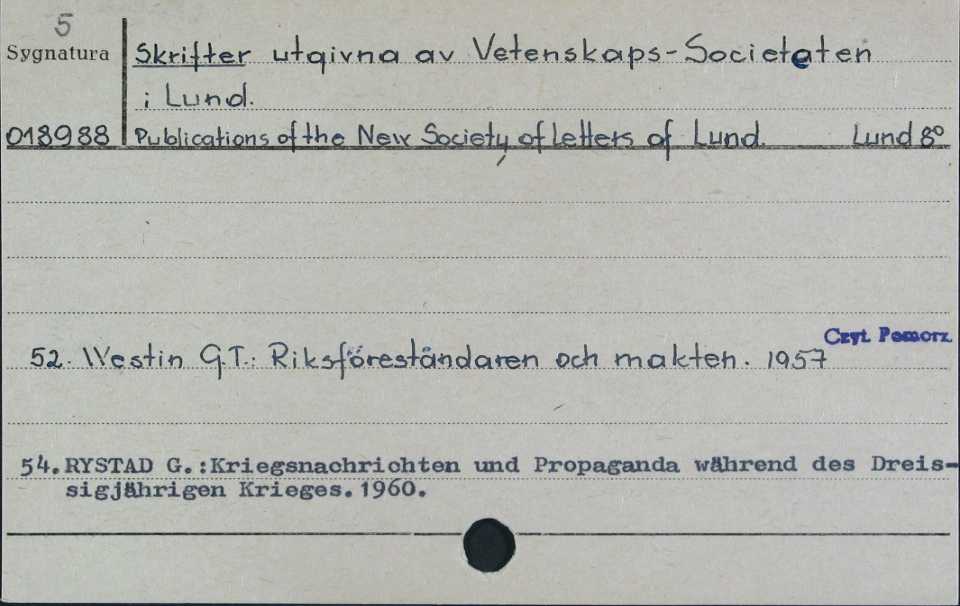 5
Sygnatura
Skrifter utgivna av Vetenskaps-Societeten
i Lund.
018988 Publications of the New Society of Letters of Lund. Lund 8°
Czyt. Pomorz.
52. Westin G.T.: Riksföreståndaren och makten. 1957
54. RYSTAD G.:Kriegsnachrichten und Propaganda während des Dreis-
sigjährigen Krieges. 1960.